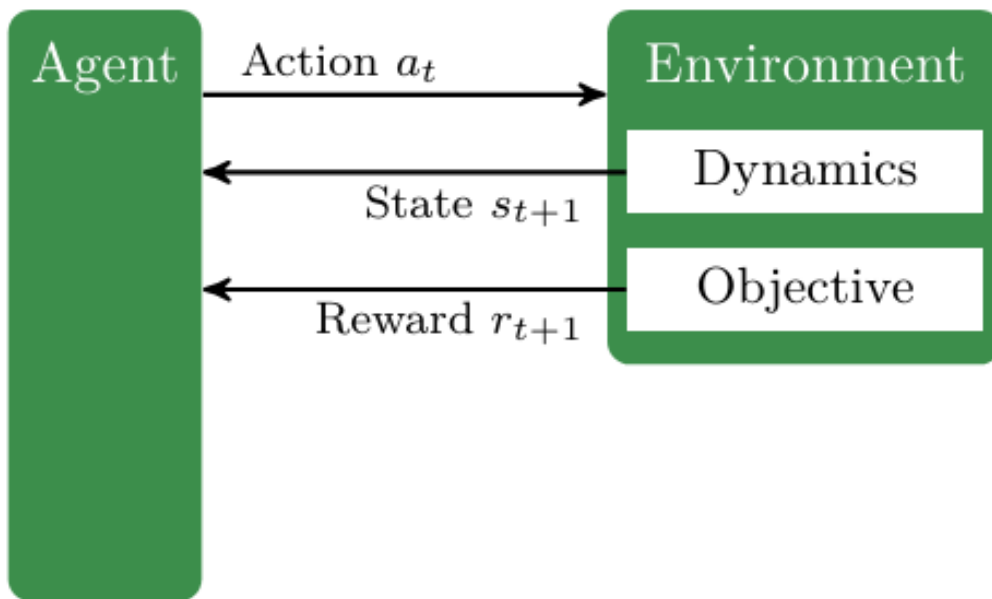 Agent
Action a_t
Environment
Dynamics
State s_{t+1}
Objective
Reward r_{t+1}